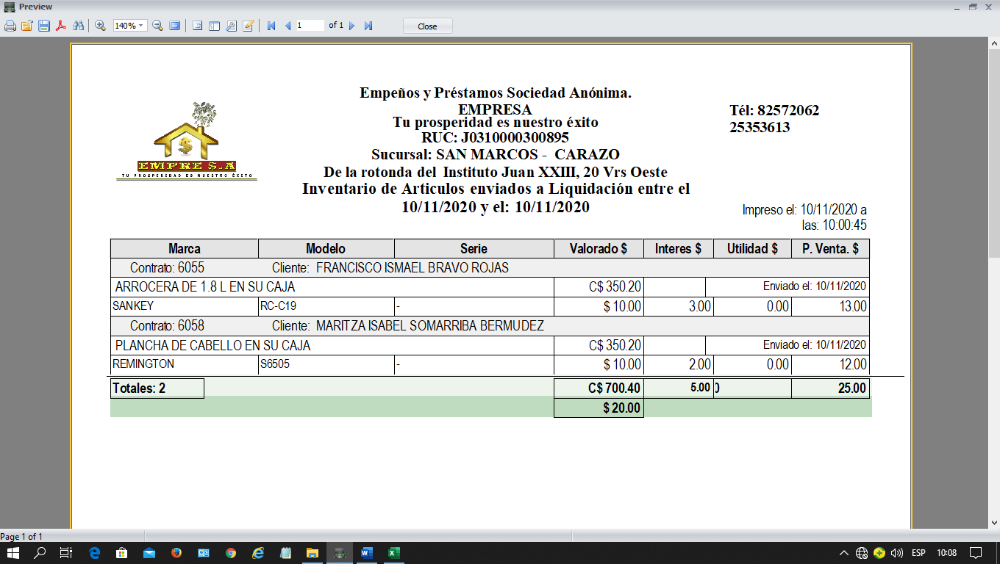 Preview
140%
1
of 1
Close
EMPRE S.A
TU PROSPERIDAD ES NUESTRO ÉXITO
Empeños y Préstamos Sociedad Anónima.
EMPRESA
Tu prosperidad es nuestro éxito
RUC: J0310000300895
Sucursal: SAN MARCOS - CARAZO
De la rotonda del Instituto Juan XXIII, 20 Vrs Oeste
Inventario de Articulos enviados a Liquidación entre el
10/11/2020 y el: 10/11/2020
Tél: 82572062
25353613
Impreso el: 10/11/2020 a
las: 10:00:45
Marca Modelo Serie Valorado $ Interes $ Utilidad $ P. Venta. $
Contrato: 6055 Cliente: FRANCISCO ISMAEL BRAVO ROJAS
ARROCERA DE 1.8 L EN SU CAJA C$ 350.20 Enviado el: 10/11/2020
SANKEY RC-C19 - $ 10.00 3.00 0.00 13.00
Contrato: 6058 Cliente: MARITZA ISABEL SOMARRIBA BERMUDEZ
PLANCHA DE CABELLO EN SU CAJA C$ 350.20 Enviado el: 10/11/2020
REMINGTON S6505 - $ 10.00 2.00 0.00 12.00
Totales: 2 C$ 700.40 5.00 0 25.00
$ 20.00
Page 1 of 1
ESP 10:08